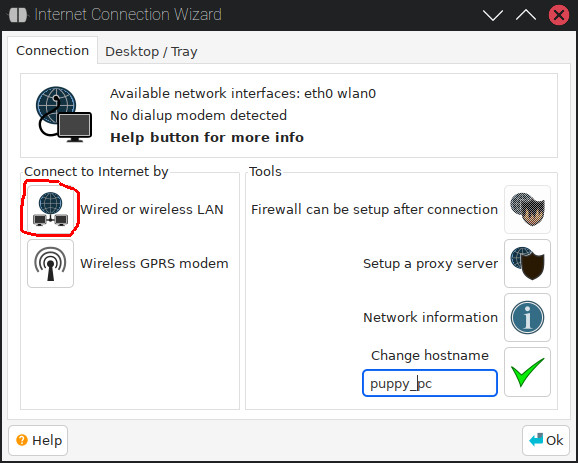 Internet Connection Wizard
Connection
Desktop / Tray
Available network interfaces: eth0 wlan0
No dialup modem detected
Help button for more info
Connect to Internet by
Wired or wireless LAN
Wireless GPRS modem
Tools
Firewall can be setup after connection
Setup a proxy server
Network information
Change hostname
puppy_pc
Help
Ok